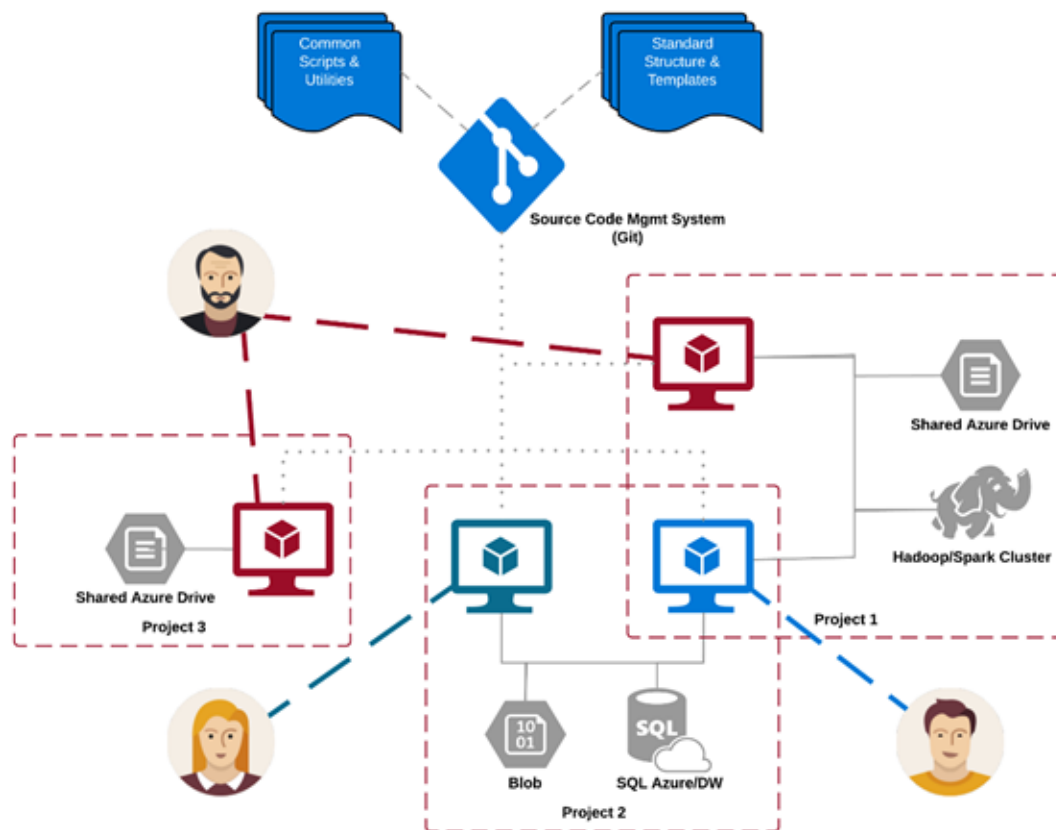 Common
Scripts &
Utilities
Standard
Structure &
Templates
Source Code Mgmt System
(Git)
Shared Azure Drive
Hadoop/Spark Cluster
Shared Azure Drive
Project 3
Project 1
10
01
SQL
Blob
SQL Azure/DW
Project 2